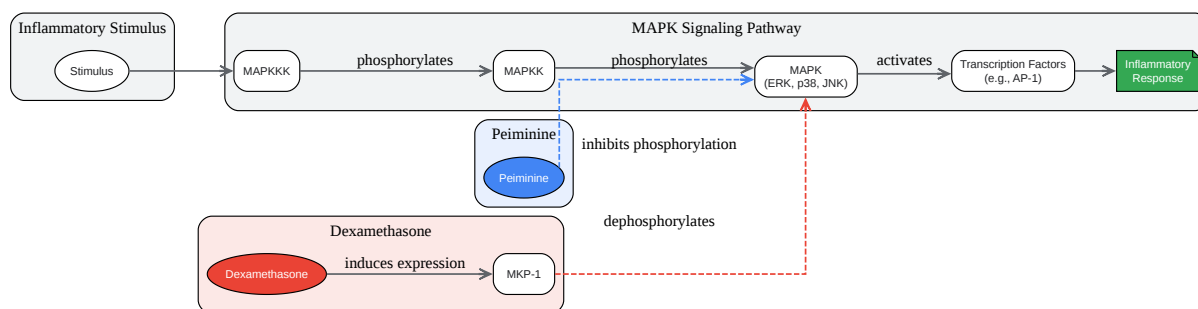 Inflammatory Stimulus
MAPK Signaling Pathway
Stimulus
MAPKKK
phosphorylates
MAPKK
phosphorylates
MAPK
(ERK, p38, JNK)
activates
Transcription Factors
(e.g., AP-1)
Inflammatory
Response
Peiminine
inhibits phosphorylation
Peiminine
dephosphorylates
Dexamethasone
Dexamethasone
induces expression
MKP-1